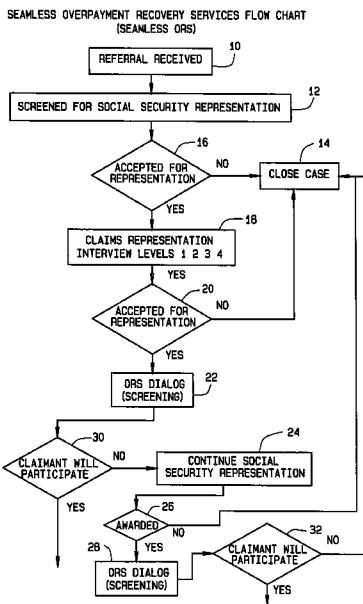 SEAMLESS OVERPAYMENT RECOVERY SERVICES FLOW CHART
(SEAMLESS ORS)
REFERRAL RECEIVED
10
SCREENED FOR SOCIAL SECURITY REPRESENTATION
12
16
ACCEPTED FOR
REPRESENTATION
NO
14
CLOSE CASE
YES
18
CLAIMS REPRESENTATION
INTERVIEW LEVELS 1 2 3 4
YES
20
ACCEPTED FOR
REPRESENTATION
NO
YES
ORS DIALOG
(SCREENING)
22
30
CLAIMANT WILL
PARTICIPATE
NO
24
CONTINUE SOCIAL
SECURITY REPRESENTATION
YES
26
AWARDED
NO
32
28
YES
ORS DIALOG
(SCREENING)
CLAIMANT WILL
PARTICIPATE
NO
YES